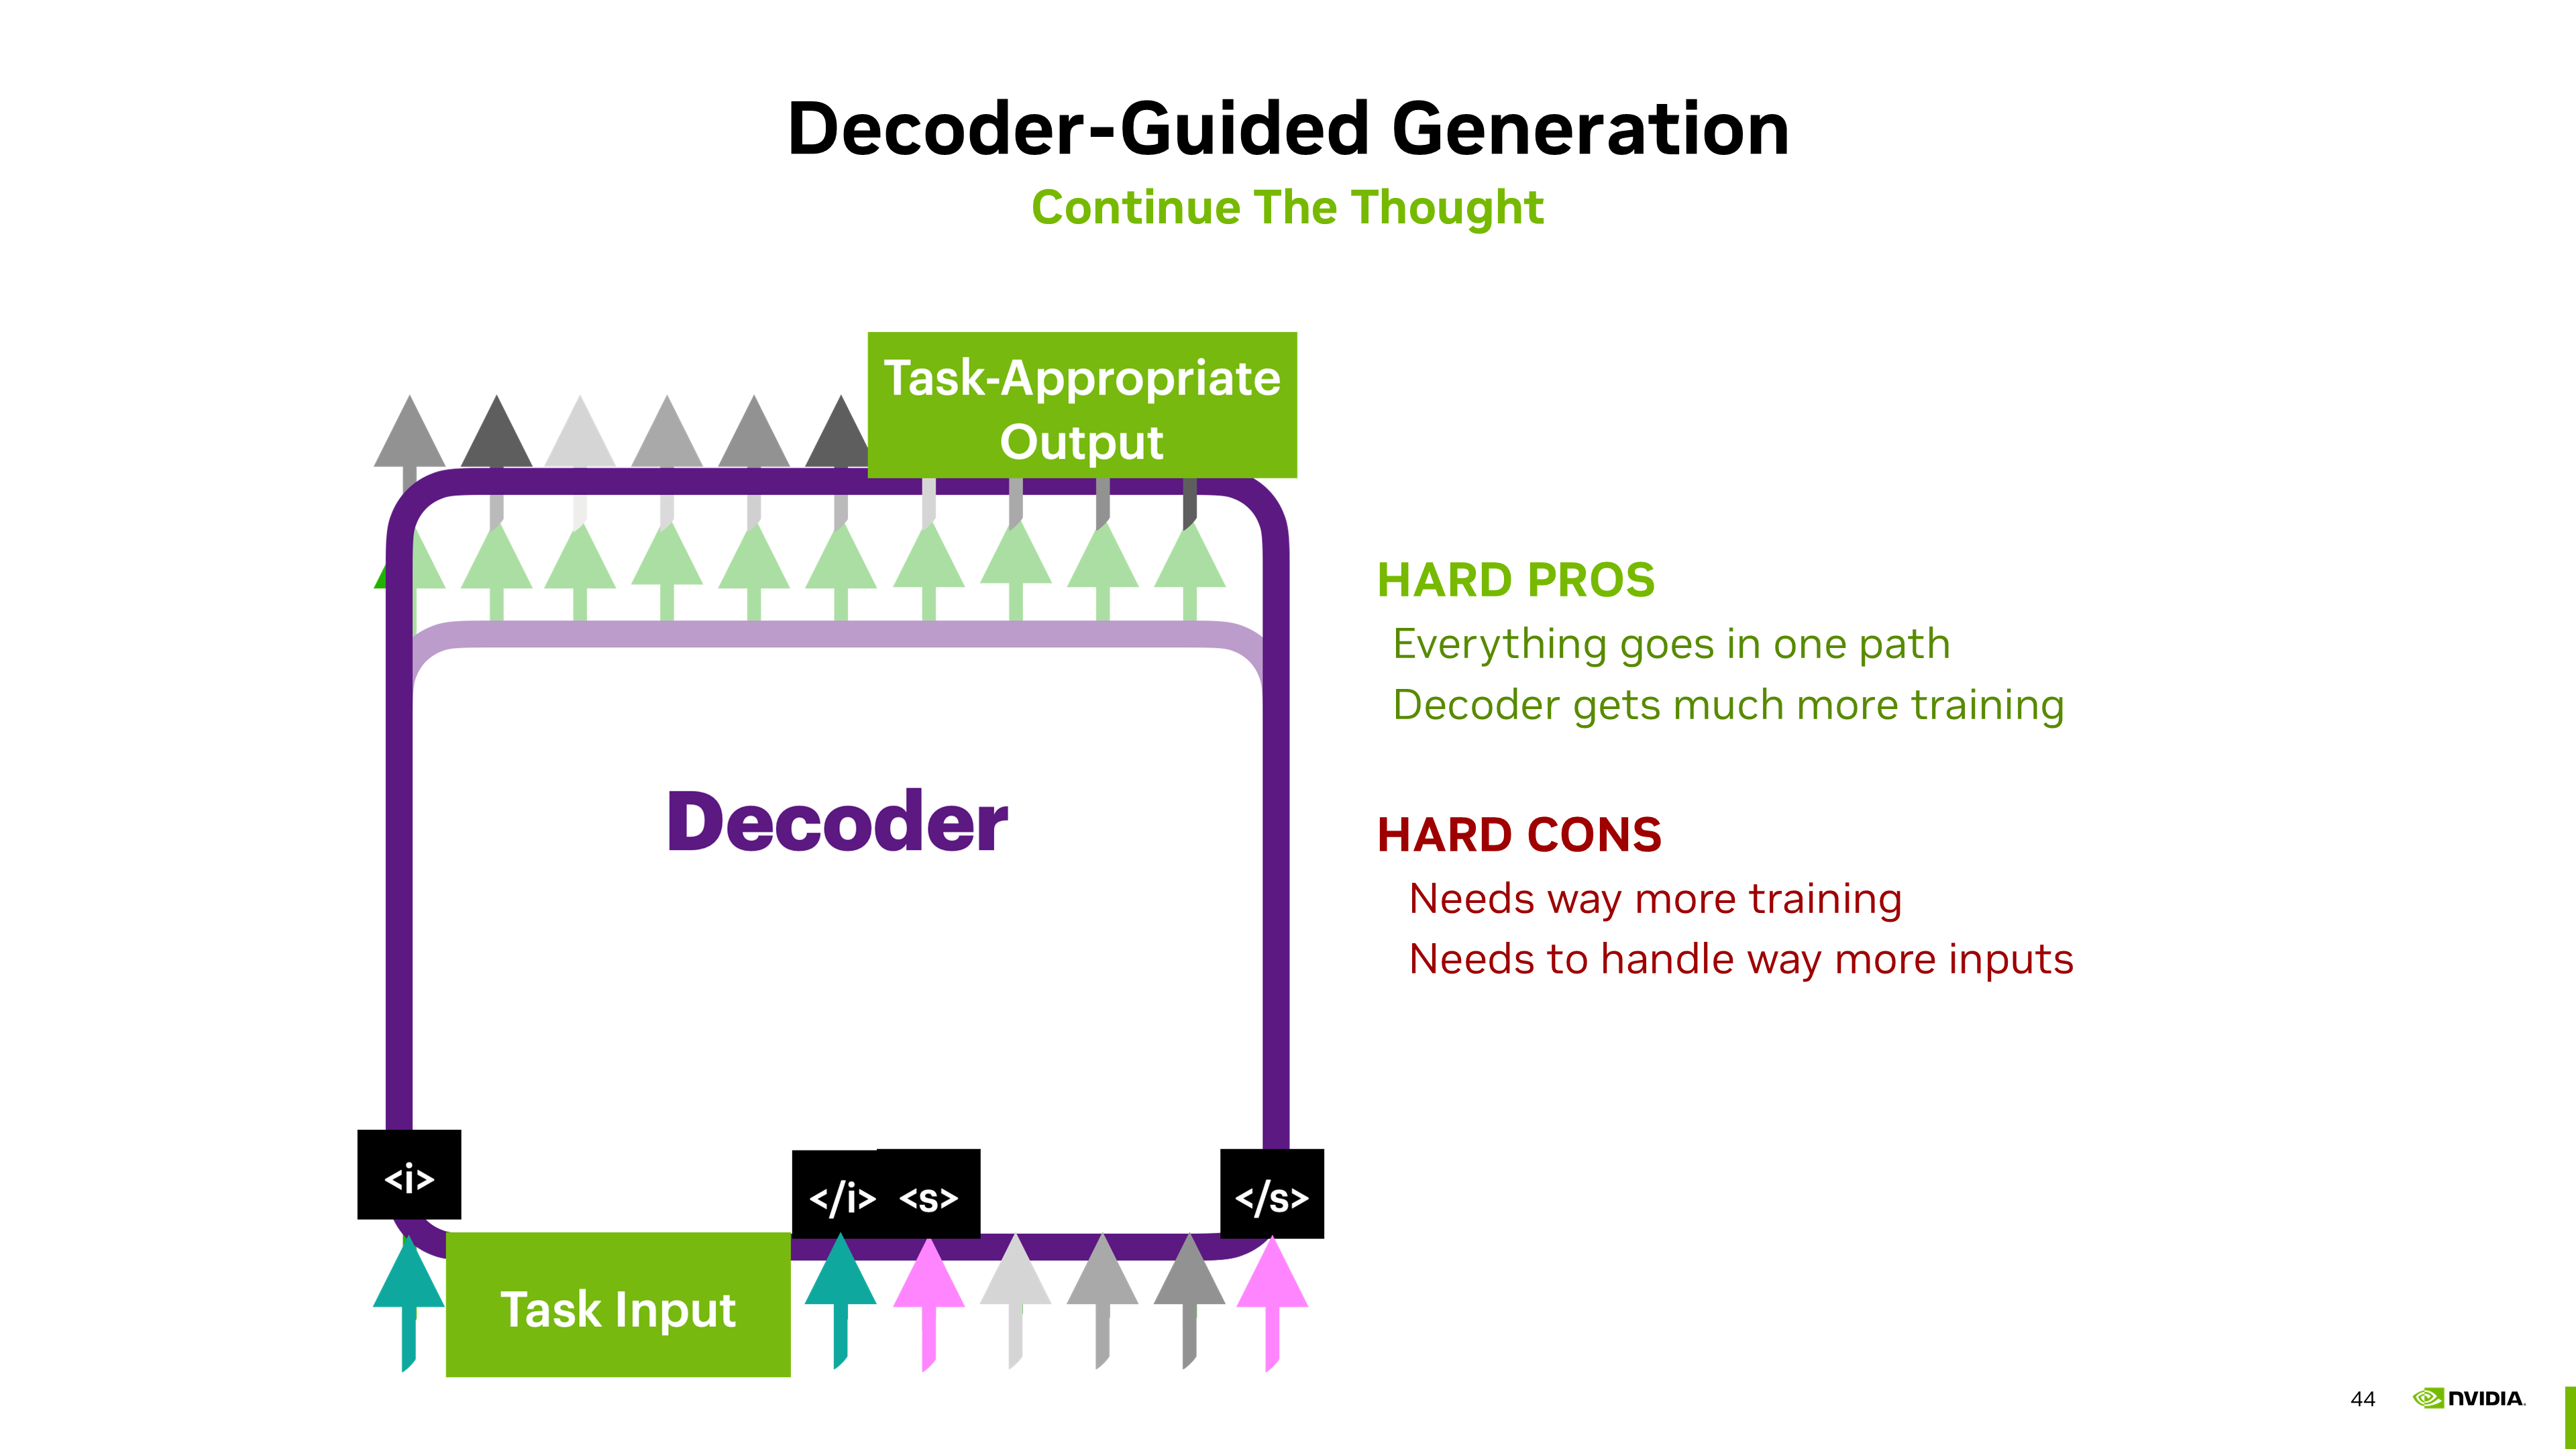 Decoder-Guided Generation
Continue The Thought
Task-Appropriate
Output
HARD PROS
Everything goes in one path
Decoder gets much more training
Decoder
HARD CONS
Needs way more training
Needs to handle way more inputs
<i>
</i>
<s>
</s>
Task Input
44
NVIDIA.